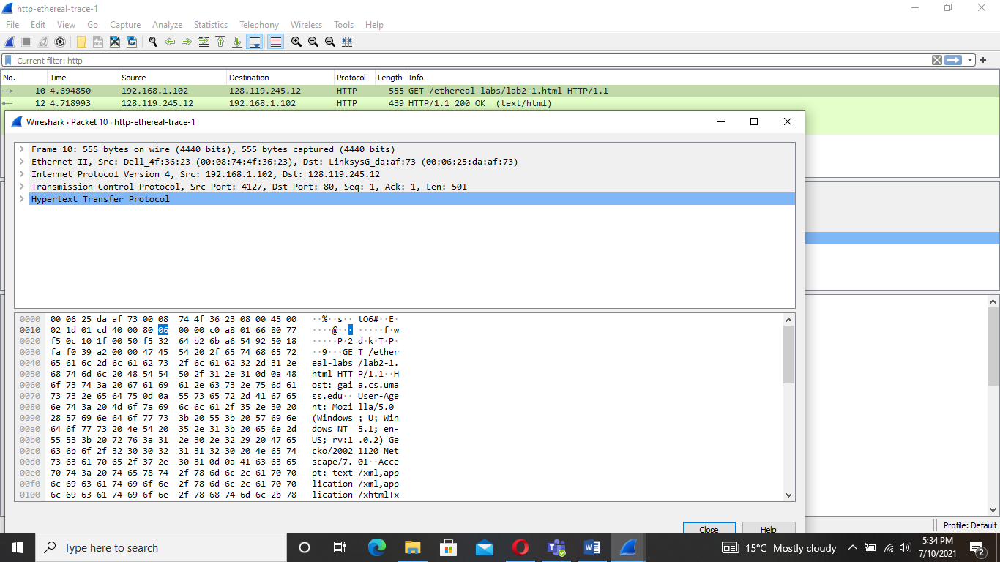 http-ethereal-trace-1
File Edit View Go Capture Analyze Statistics Telephony Wireless Tools Help
Current filter: http
No. Time Source Destination Protocol Length Info
10 4.694850 192.168.1.102 128.119.245.12 HTTP 555 GET /ethereal-labs/lab2-1.html HTTP/1.1
12 4.718993 128.119.245.12 192.168.1.102 HTTP 439 HTTP/1.1 200 OK (text/html)
Wireshark · Packet 10 · http-ethereal-trace-1
Frame 10: 555 bytes on wire (4440 bits), 555 bytes captured (4440 bits)
Ethernet II, Src: Dell_4f:36:23 (00:08:74:4f:36:23), Dst: LinksysG_da:af:73 (00:06:25:da:af:73)
Internet Protocol Version 4, Src: 192.168.1.102, Dst: 128.119.245.12
Transmission Control Protocol, Src Port: 4127, Dst Port: 80, Seq: 1, Ack: 1, Len: 501
Hypertext Transfer Protocol
0000 00 06 25 da af 73 00 08 74 4f 36 23 08 00 45 00 ··%··s·· tO6#··E·
0010 02 1d 01 cd 40 00 80 06 00 00 c0 a8 01 66 80 77 ····@··· ·····f·w
0020 f5 0c 10 1f 00 50 f5 32 64 b2 6b a6 54 92 50 18 ·····P·2 d·k·T·P·
0030 fa f0 39 a2 00 00 47 45 54 20 2f 65 74 68 65 72 ··9···GE T /ether
0040 65 61 6c 2d 6c 61 62 73 2f 6c 61 62 32 2d 31 2e eal-labs /lab2-1.
0050 68 74 6d 6c 20 48 54 54 50 2f 31 2e 31 0d 0a 48 html HTT P/1.1··H
0060 6f 73 74 3a 20 67 61 69 61 2e 63 73 2e 75 6d 61 ost: gai a.cs.uma
0070 73 73 2e 65 64 75 0d 0a 55 73 65 72 2d 41 67 65 ss.edu·· User-Age
0080 6e 74 3a 20 4d 6f 7a 69 6c 6c 61 2f 35 2e 30 20 nt: Mozi lla/5.0
0090 28 57 69 6e 64 6f 77 73 3b 20 55 3b 20 57 69 6e (Windows ; U; Win
00a0 64 6f 77 73 20 4e 54 20 35 2e 31 3b 20 65 6e 2d dows NT 5.1; en-
00b0 55 53 3b 20 72 76 3a 31 2e 30 2e 32 29 20 47 65 US; rv:1 .0.2) Ge
00c0 63 6b 6f 2f 32 30 30 32 31 31 32 30 20 4e 65 74 cko/2002 1120 Net
00d0 73 63 61 70 65 2f 37 2e 30 31 0d 0a 41 63 63 65 scape/7. 01··Acce
00e0 70 74 3a 20 74 65 78 74 2f 78 6d 6c 2c 61 70 70 pt: text /xml,app
00f0 6c 69 63 61 74 69 6f 6e 2f 78 6d 6c 2c 61 70 70 lication /xml,app
0100 6c 69 63 61 74 69 6f 6e 2f 78 68 74 6d 6c 2b 78 lication /xhtml+x
Close Help
Profile: Default
Type here to search
15°C Mostly cloudy
5:34 PM
7/10/2021
2